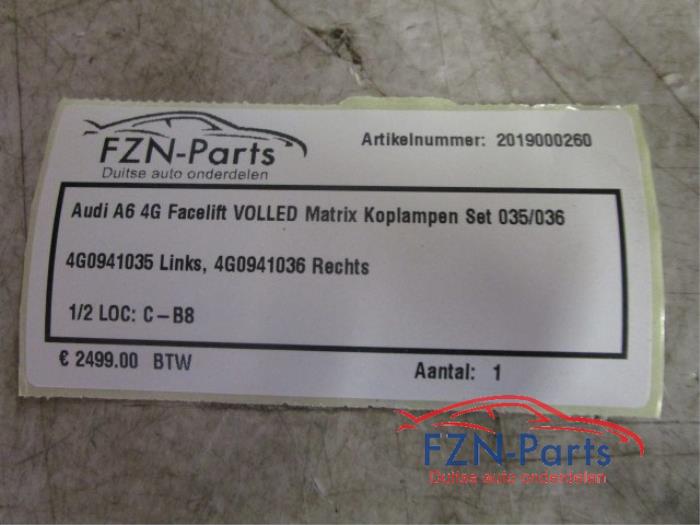 FZN-Parts
Duitse auto onderdelen
Artikelnummer: 2019000260
Audi A6 4G Facelift VOLLED Matrix Koplampen Set 035/036
4G0941035 Links, 4G0941036 Rechts
1/2 LOC: C-B8
€ 2499.00 BTW
Aantal: 1
FZN-Parts
Duitse auto onderdelen